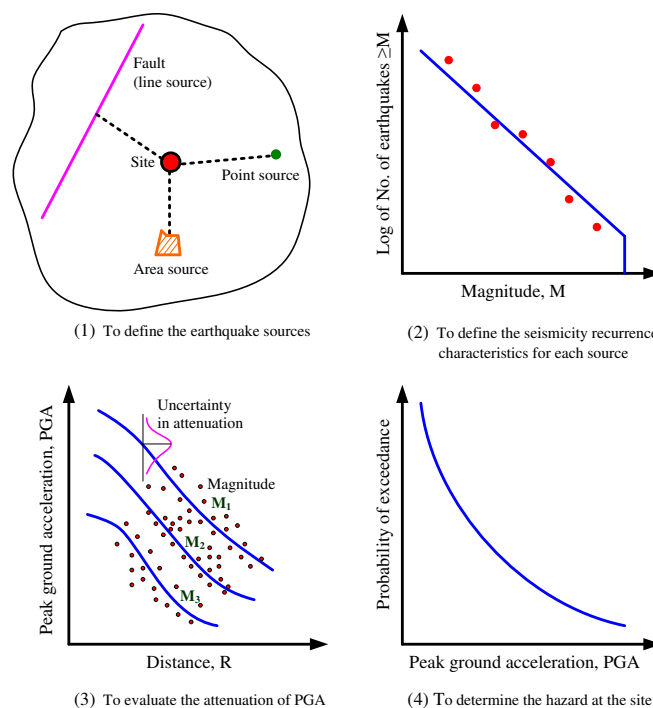 Fault
(line source)
Site
Point source
Area source
(1) To define the earthquake sources
Log of No. of earthquakes ≥M
Magnitude, M
(2) To define the seismicity recurrence
characteristics for each source
Peak ground acceleration, PGA
Uncertainty
in attenuation
Magnitude
M1
M2
M3
Distance, R
(3) To evaluate the attenuation of PGA
Probability of exceedance
Peak ground acceleration, PGA
(4) To determine the hazard at the site